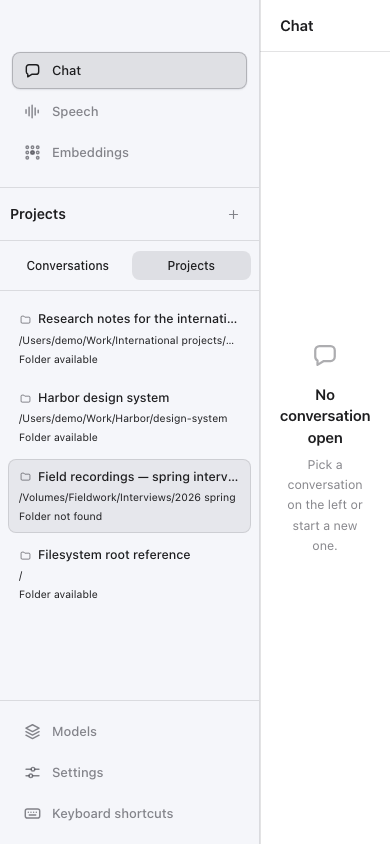 Chat
Speech
Embeddings
Projects
Conversations
Projects
Research notes for the internati...
/Users/demo/Work/International projects/...
Folder available
Harbor design system
/Users/demo/Work/Harbor/design-system
Folder available
Field recordings — spring interv...
/Volumes/Fieldwork/Interviews/2026 spring
Folder not found
Filesystem root reference
/
Folder available
Models
Settings
Keyboard shortcuts
Chat
No
conversation
open
Pick a
conversation
on the left or
start a new
one.